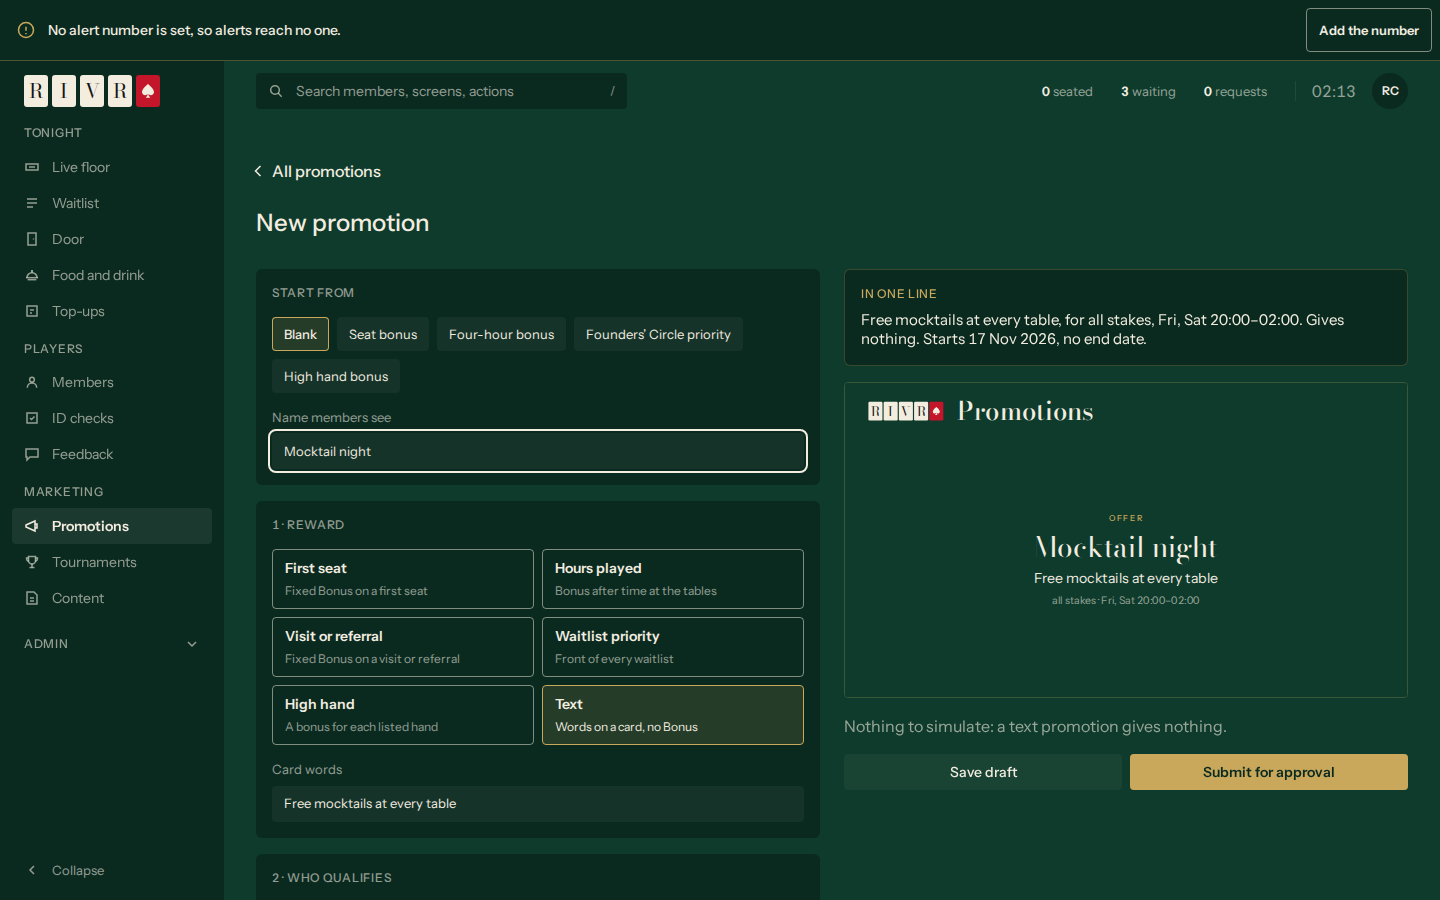 No alert number is set, so alerts reach no one.
Add the number
R I V R
Search members, screens, actions /
0 seated 3 waiting 0 requests 02:13 RC
TONIGHT
Live floor
Waitlist
Door
Food and drink
Top-ups
PLAYERS
Members
ID checks
Feedback
MARKETING
Promotions
Tournaments
Content
ADMIN
Collapse
All promotions
New promotion
START FROM
Blank Seat bonus Four-hour bonus Founders' Circle priority
High hand bonus
Name members see
Mocktail night
1 · REWARD
First seat
Fixed Bonus on a first seat
Hours played
Bonus after time at the tables
Visit or referral
Fixed Bonus on a visit or referral
Waitlist priority
Front of every waitlist
High hand
A bonus for each listed hand
Text
Words on a card, no Bonus
Card words
Free mocktails at every table
2 · WHO QUALIFIES
IN ONE LINE
Free mocktails at every table, for all stakes, Fri, Sat 20:00–02:00. Gives
nothing. Starts 17 Nov 2026, no end date.
R I V R Promotions
OFFER
Mocktail night
Free mocktails at every table
all stakes · Fri, Sat 20:00–02:00
Nothing to simulate: a text promotion gives nothing.
Save draft
Submit for approval